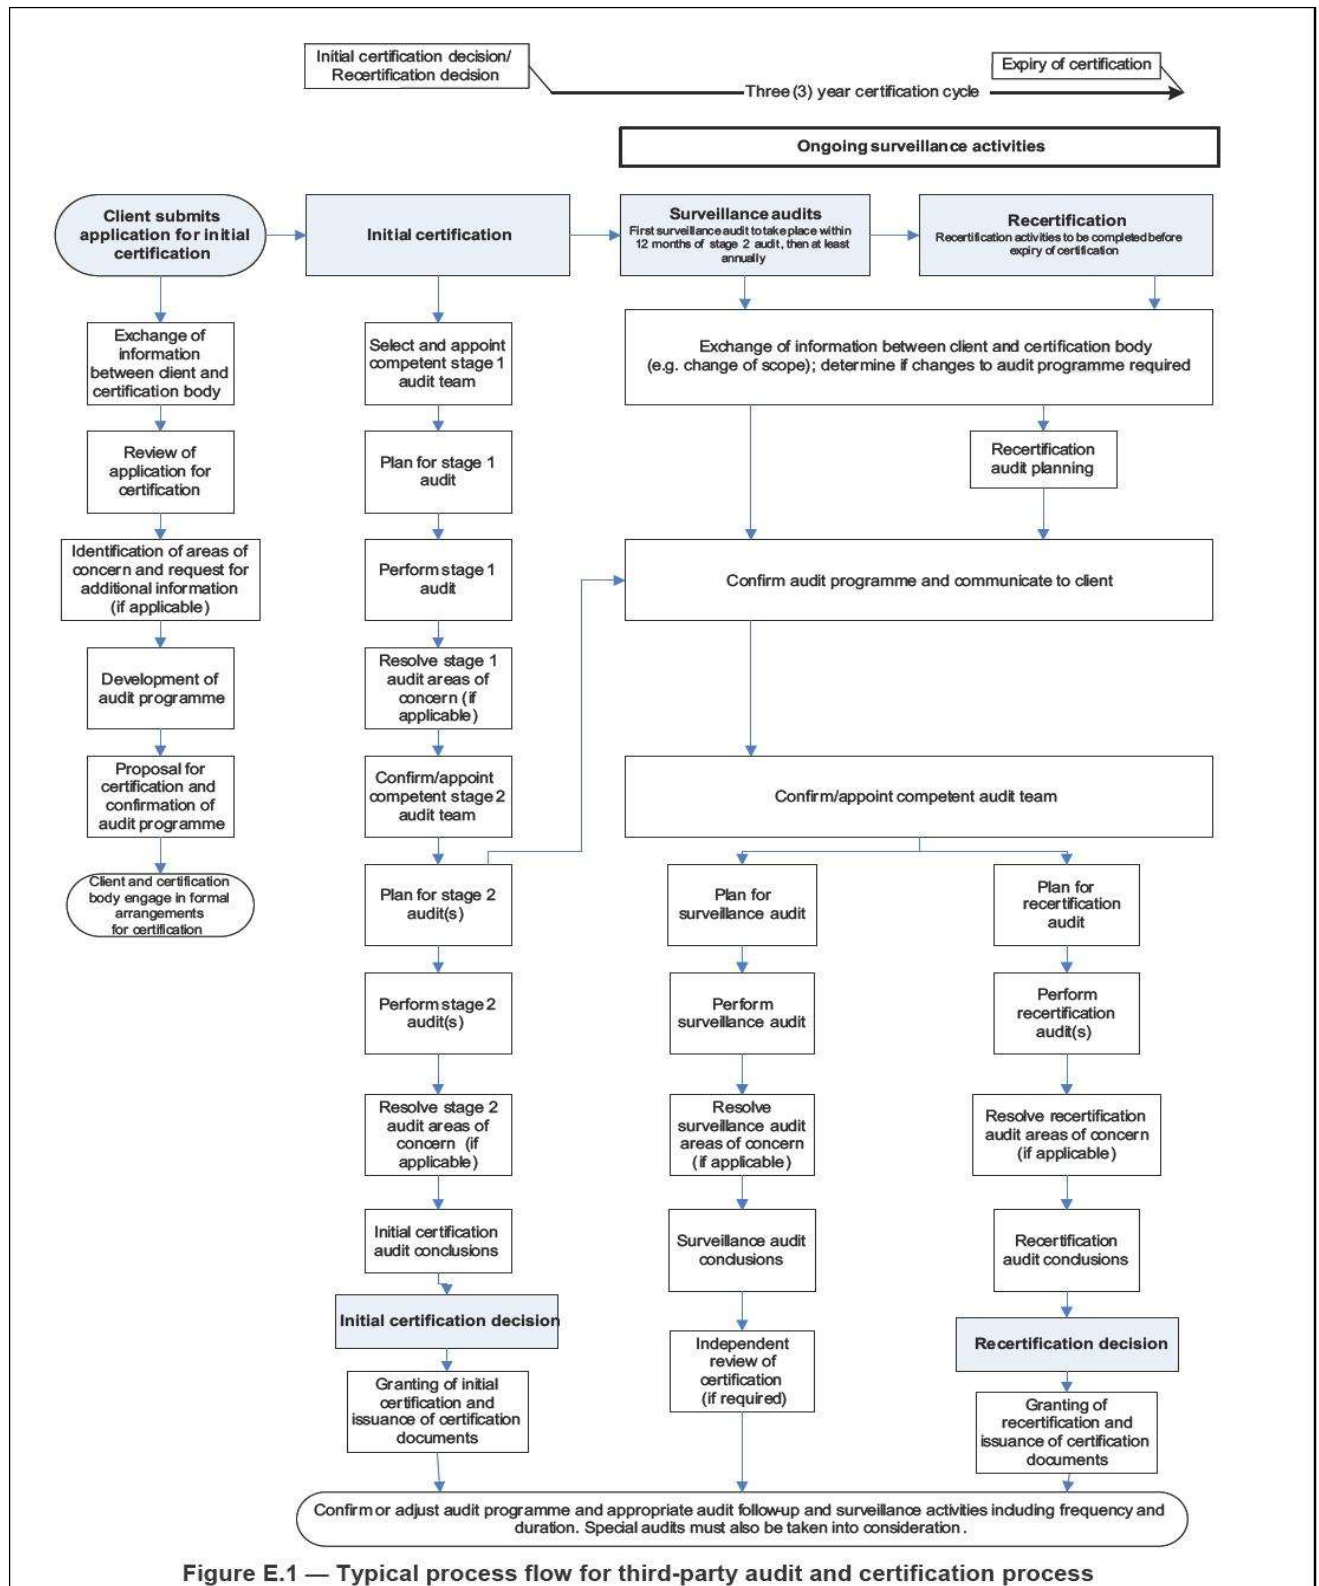 Initial certification decision/
Recertification decision
Expiry of certification
Three (3) year certification cycle
Ongoing surveillance activities
Client submits
application for initial
certification
Initial certification
Surveillance audits
First surveillance audit to take place within
12 months of stage 2 audit, then at least
annually
Recertification
Recertification activities to be completed before
expiry of certification
Exchange of
information
between client and
certification body
Review of
application for
certification
Identification of areas of
concern and request for
additional information
(if applicable)
Development of
audit programme
Proposal for
certification and
confirmation of
audit programme
Client and certification
body engage in formal
arrangements
for certification
Select and appoint
competent stage 1
audit team
Plan for stage 1
audit
Perform stage 1
audit
Resolve stage 1
audit areas of
concern (if
applicable)
Confirm/appoint
competent stage 2
audit team
Plan for stage 2
audit(s)
Perform stage 2
audit(s)
Resolve stage 2
audit areas of
concern (if
applicable)
Initial certification
audit conclusions
Initial certification decision
Granting of initial
certification and
issuance of certification
documents
Exchange of information between client and certification body
(e.g. change of scope); determine if changes to audit programme required
Recertification
audit planning
Confirm audit programme and communicate to client
Confirm/appoint competent audit team
Plan for
surveillance audit
Perform
surveillance audit
Resolve
surveillance audit
areas of concern
(if applicable)
Surveillance audit
conclusions
Independent
review of
certification
(if required)
Plan for
recertification
audit
Perform
recertification
audit(s)
Resolve recertification
audit areas of concern
(if applicable)
Recertification
audit conclusions
Recertification decision
Granting of
recertification and
issuance of certification
documents
Confirm or adjust audit programme and appropriate audit follow-up and surveillance activities including frequency and
duration. Special audits must also be taken into consideration.
Figure E.1 — Typical process flow for third-party audit and certification process